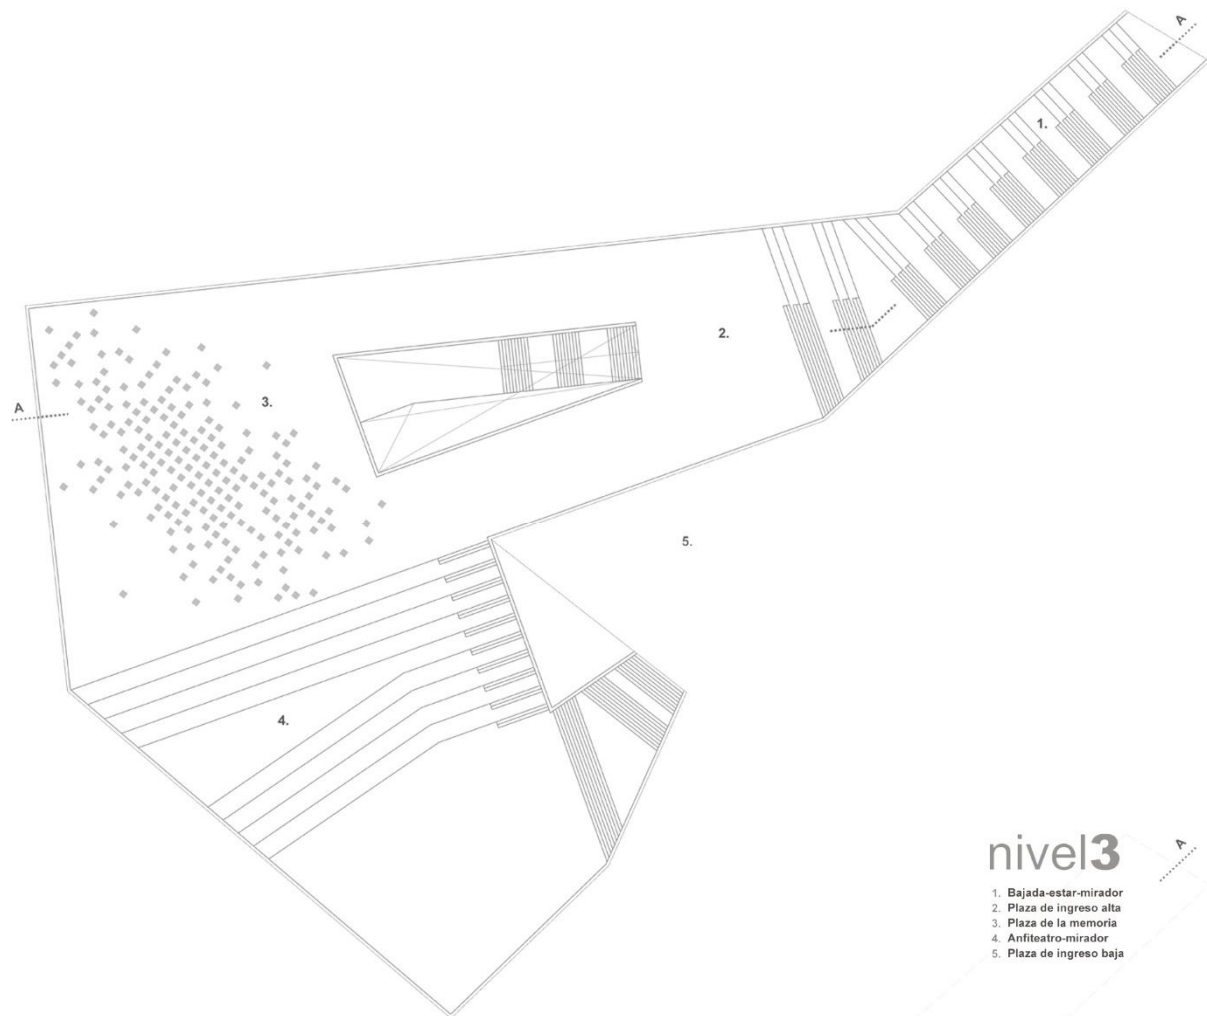 A
1.
2.
3.
A
5.
4.
nivel3
A
1. Bajada-estar-mirador
2. Plaza de ingreso alta
3. Plaza de la memoria
4. Anfiteatro-mirador
5. Plaza de ingreso baja